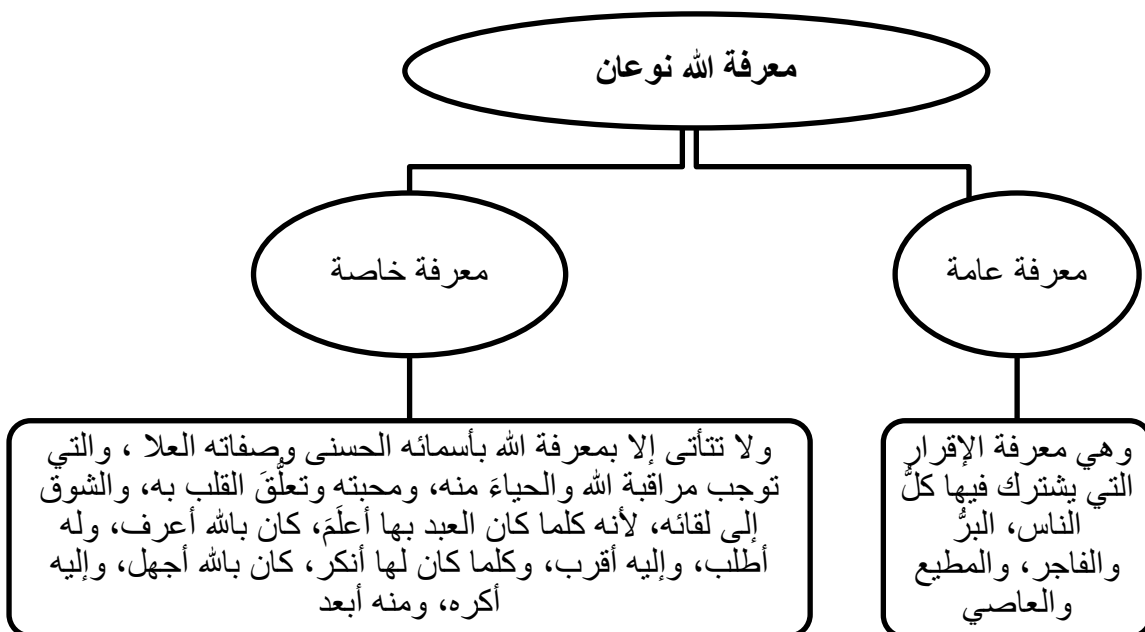 معرفة الله نوعان
معرفة عامة
معرفة خاصة
وهي معرفة الإقرار
التي يشترك فيها كلُّ
الناس، البرُّ
والفاجر، والمطيع
والعاصي
ولا تتأتى إلا بمعرفة الله بأسمائه الحسنى وصفاته العلا ، والتي
توجب مراقبة الله والحياءَ منه، ومحبته وتعلُّقَ القلب به، والشوق
إلى لقائه، لأنه كلما كان العبد بها أعلَمَ، كان بالله أعرف، وله
أطلب، وإليه أقرب، وكلما كان لها أنكر، كان بالله أجهل، وإليه
أكره، ومنه أبعد